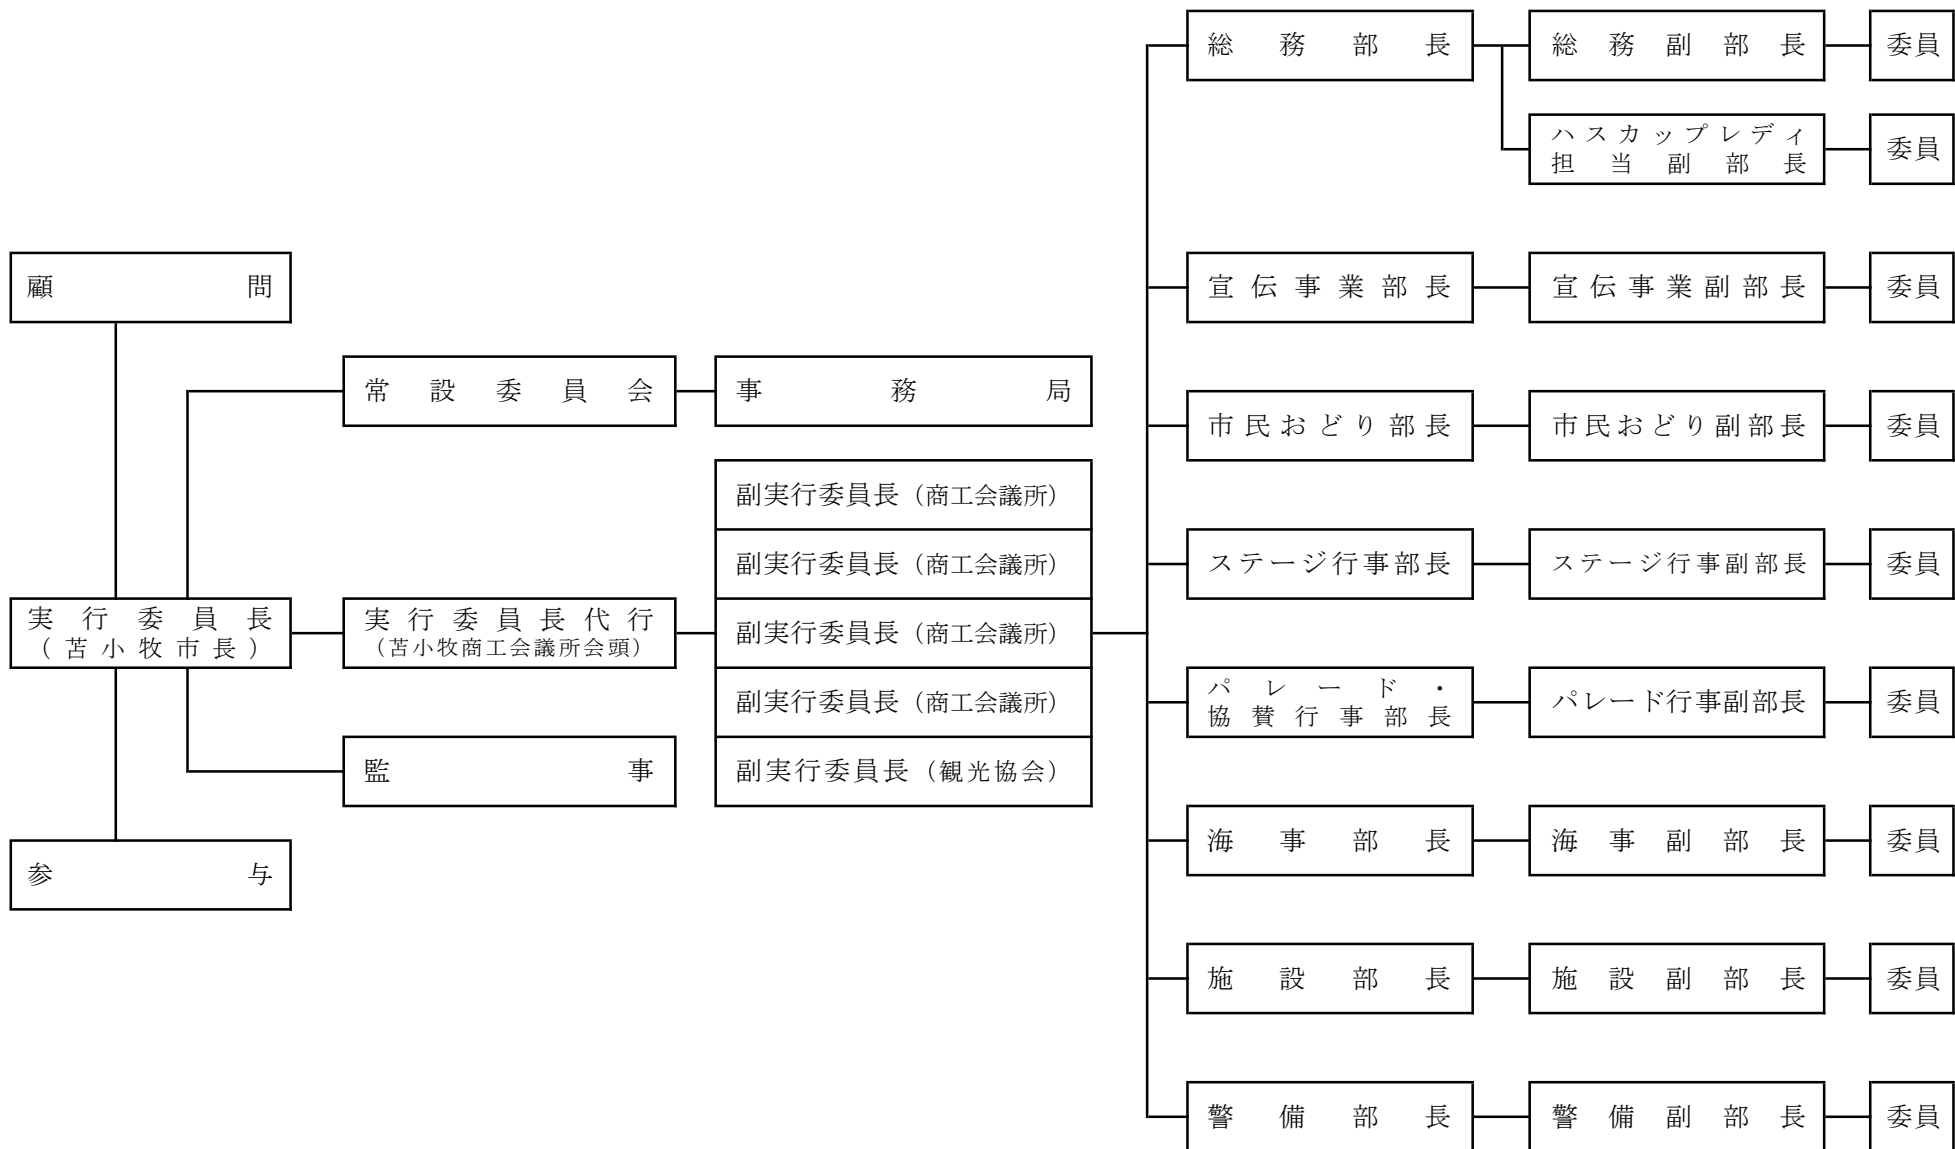 総務部長
総務副部長
委員
ハスカップレディ
担当副部長
委員
顧問
宣伝事業部長
宣伝事業副部長
委員
常設委員会
事務局
市民おどり部長
市民おどり副部長
委員
副実行委員長（商工会議所）
副実行委員長（商工会議所）
ステージ行事部長
ステージ行事副部長
委員
実行委員長
（苫小牧市長）
実行委員長代行
（苫小牧商工会議所会頭）
副実行委員長（商工会議所）
副実行委員長（商工会議所）
パレード・
協賛行事部長
パレード行事副部長
委員
監事
副実行委員長（観光協会）
参与
海事部長
海事副部長
委員
施設部長
施設副部長
委員
警備部長
警備副部長
委員